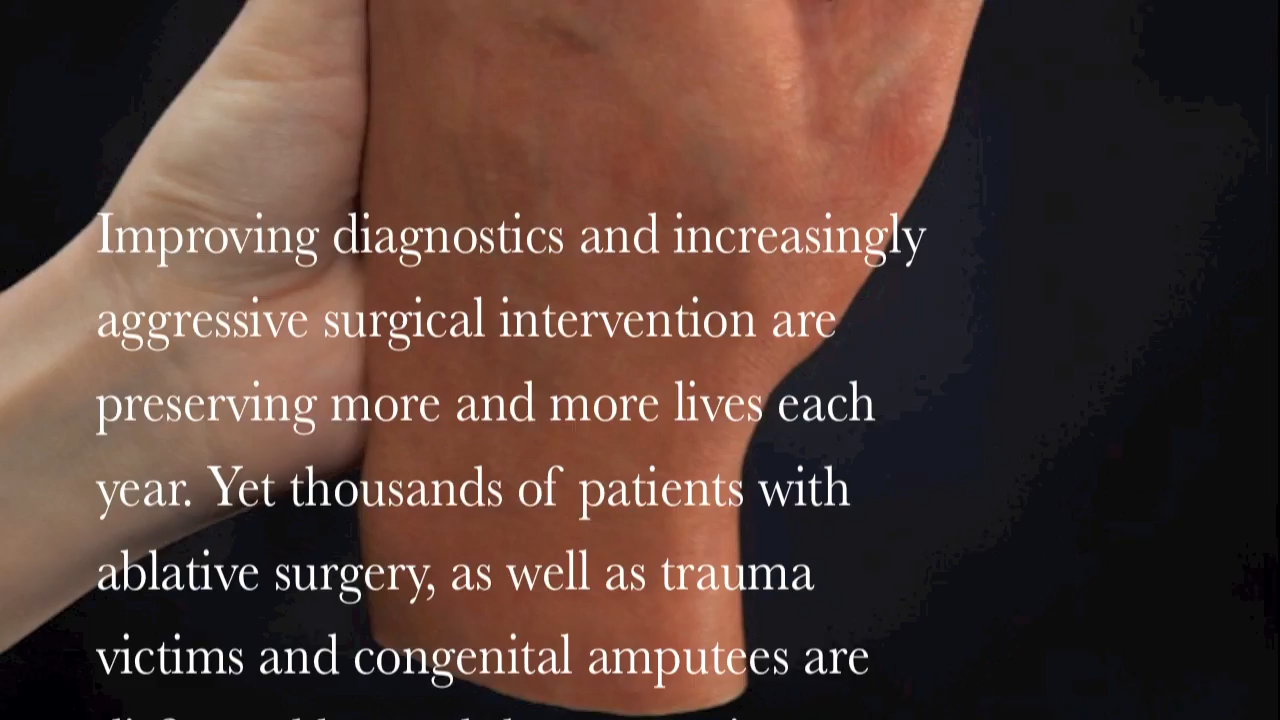 Improving diagnostics and increasingly
aggressive surgical intervention are
preserving more and more lives each
year. Yet thousands of patients with
ablative surgery, as well as trauma
victims and congenital amputees are